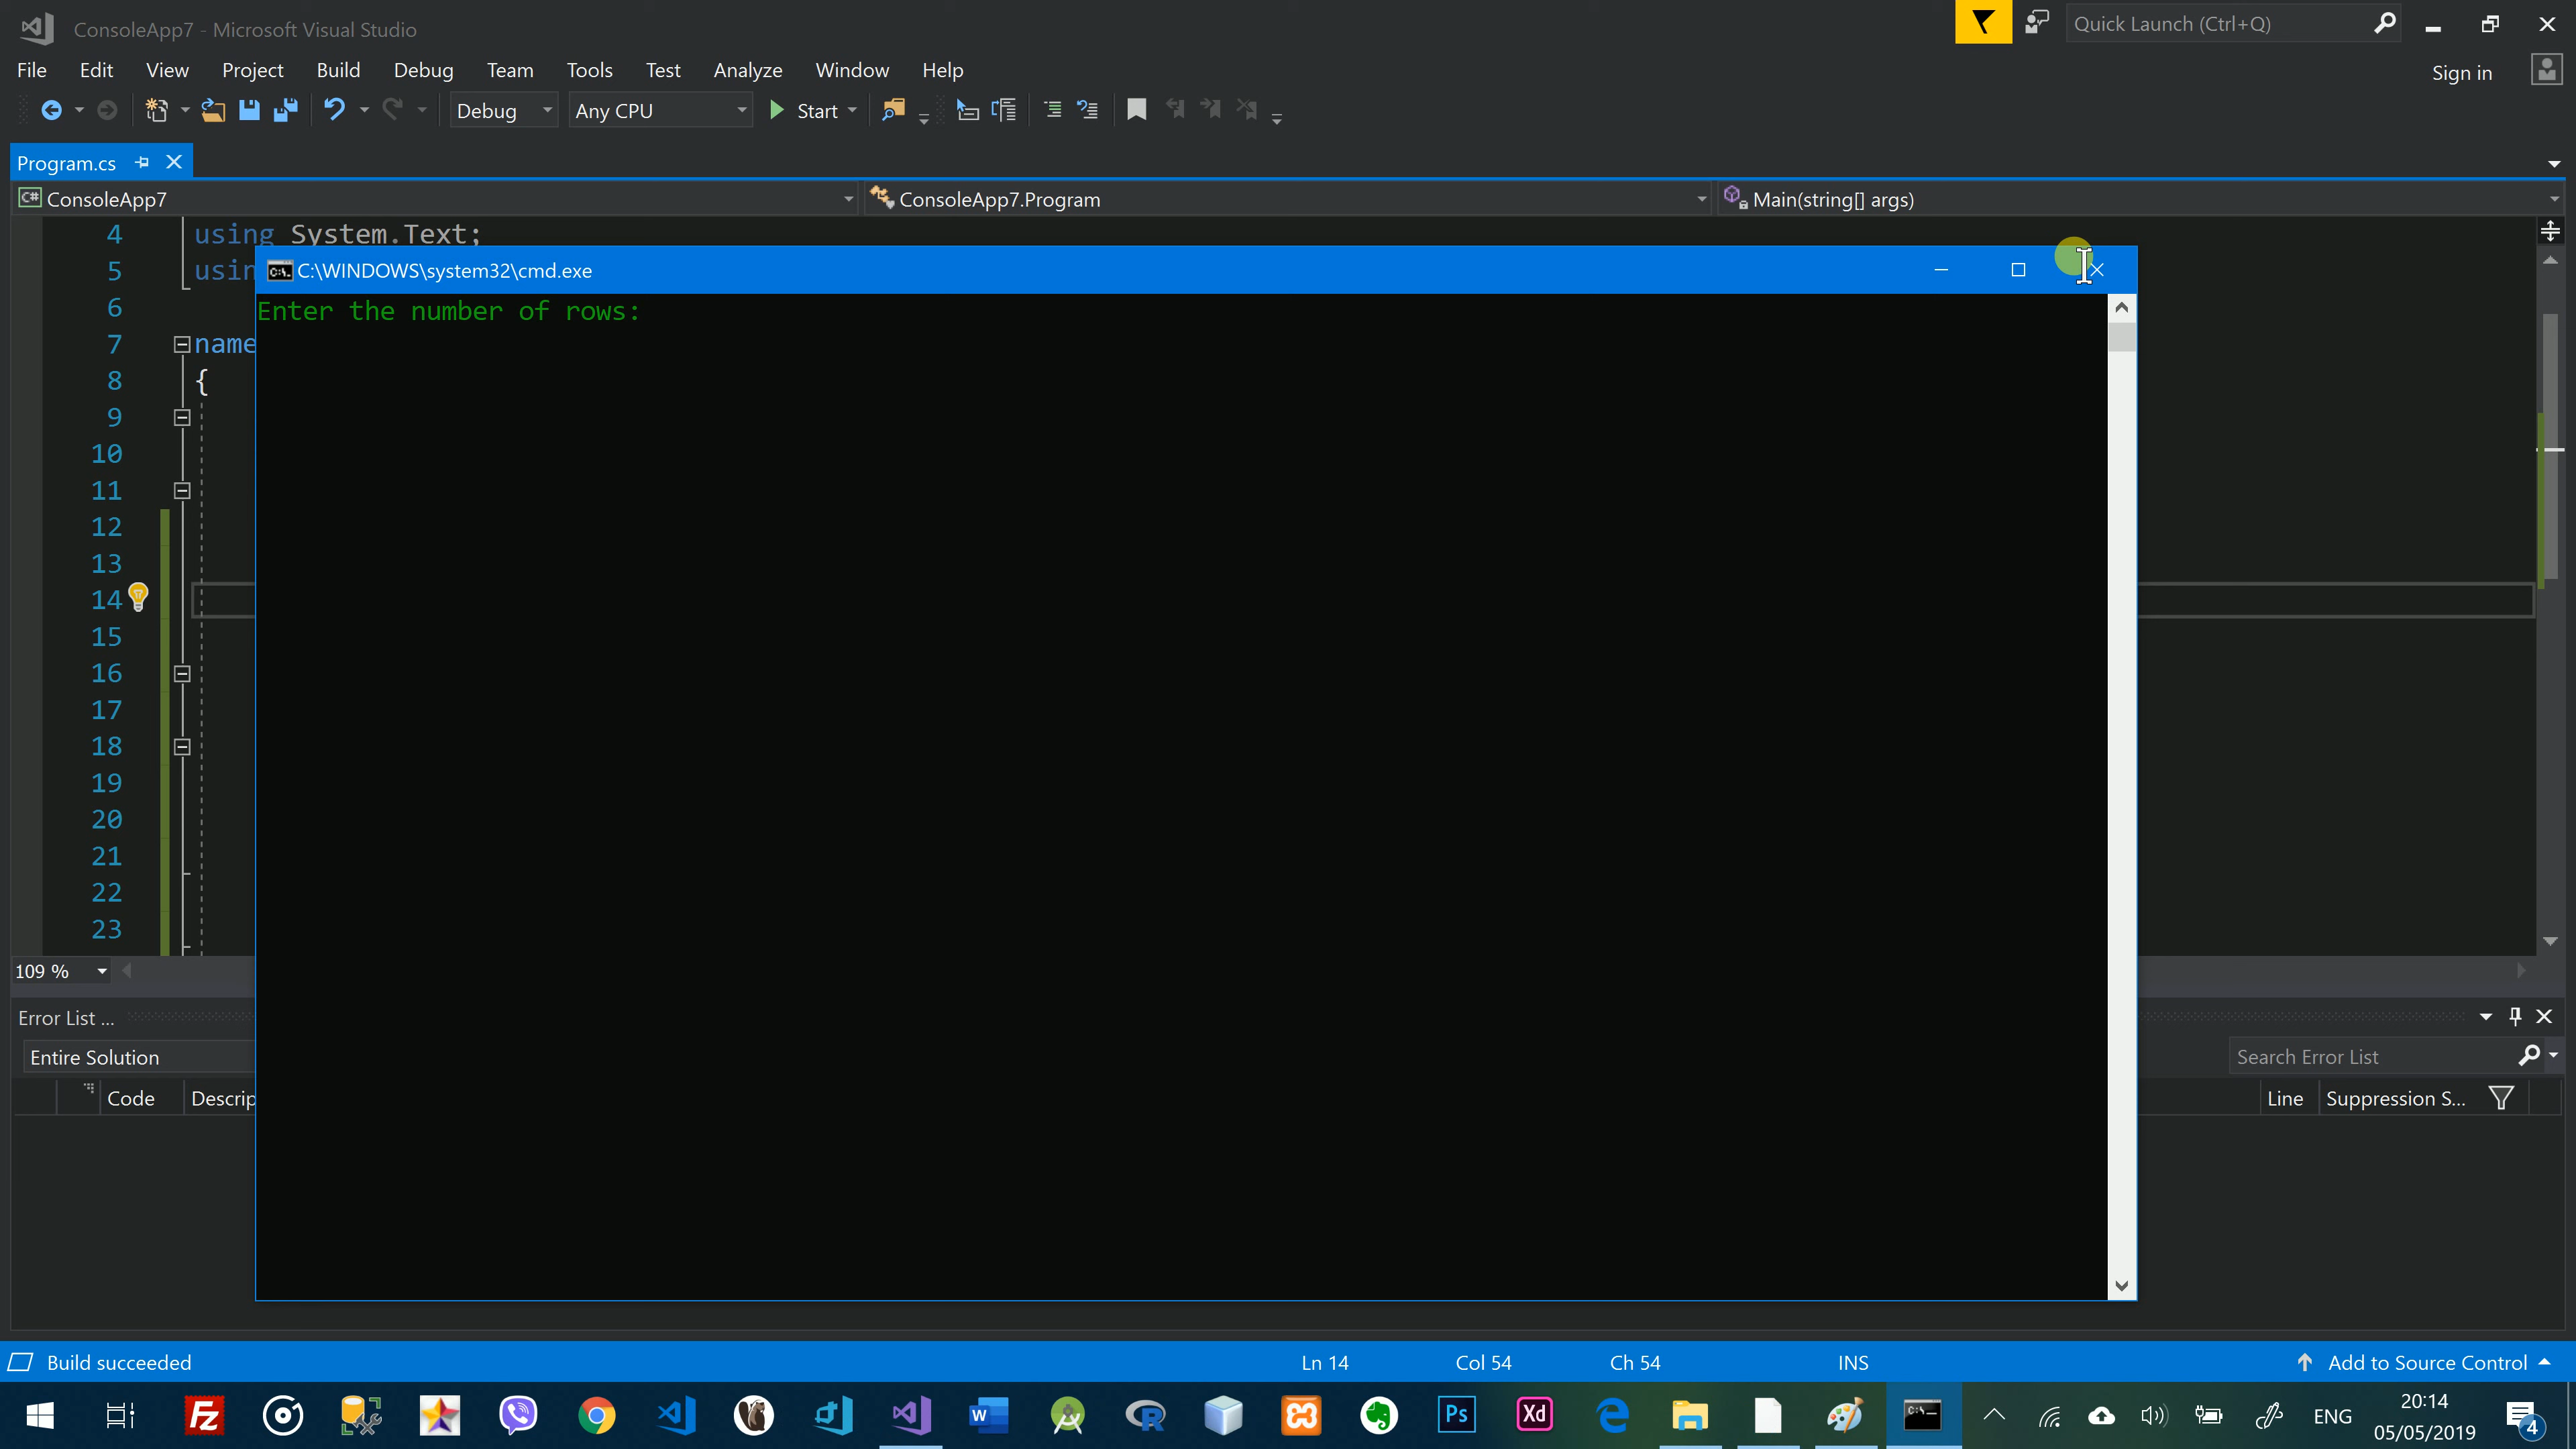 ConsoleApp7 - Microsoft Visual Studio
Quick Launch (Ctrl+Q)
File Edit View Project Build Debug Team Tools Test Analyze Window Help
Sign in
Debug Any CPU Start
Program.cs
C# ConsoleApp7 ConsoleApp7.Program Main(string[] args)
4 using System.Text;
5 usin
C:\WINDOWS\system32\cmd.exe
Enter the number of rows:
6
7 name
8 {
9
10
11
12
13
14
15
16
17
18
19
20
21
22
23
109 %
Error List ...
Entire Solution
Search Error List
Code Descrip
Line Suppression S...
Build succeeded
Ln 14 Col 54 Ch 54 INS
Add to Source Control
Fz
W
R
Ps
Xd
ENG
20:14
05/05/2019
4